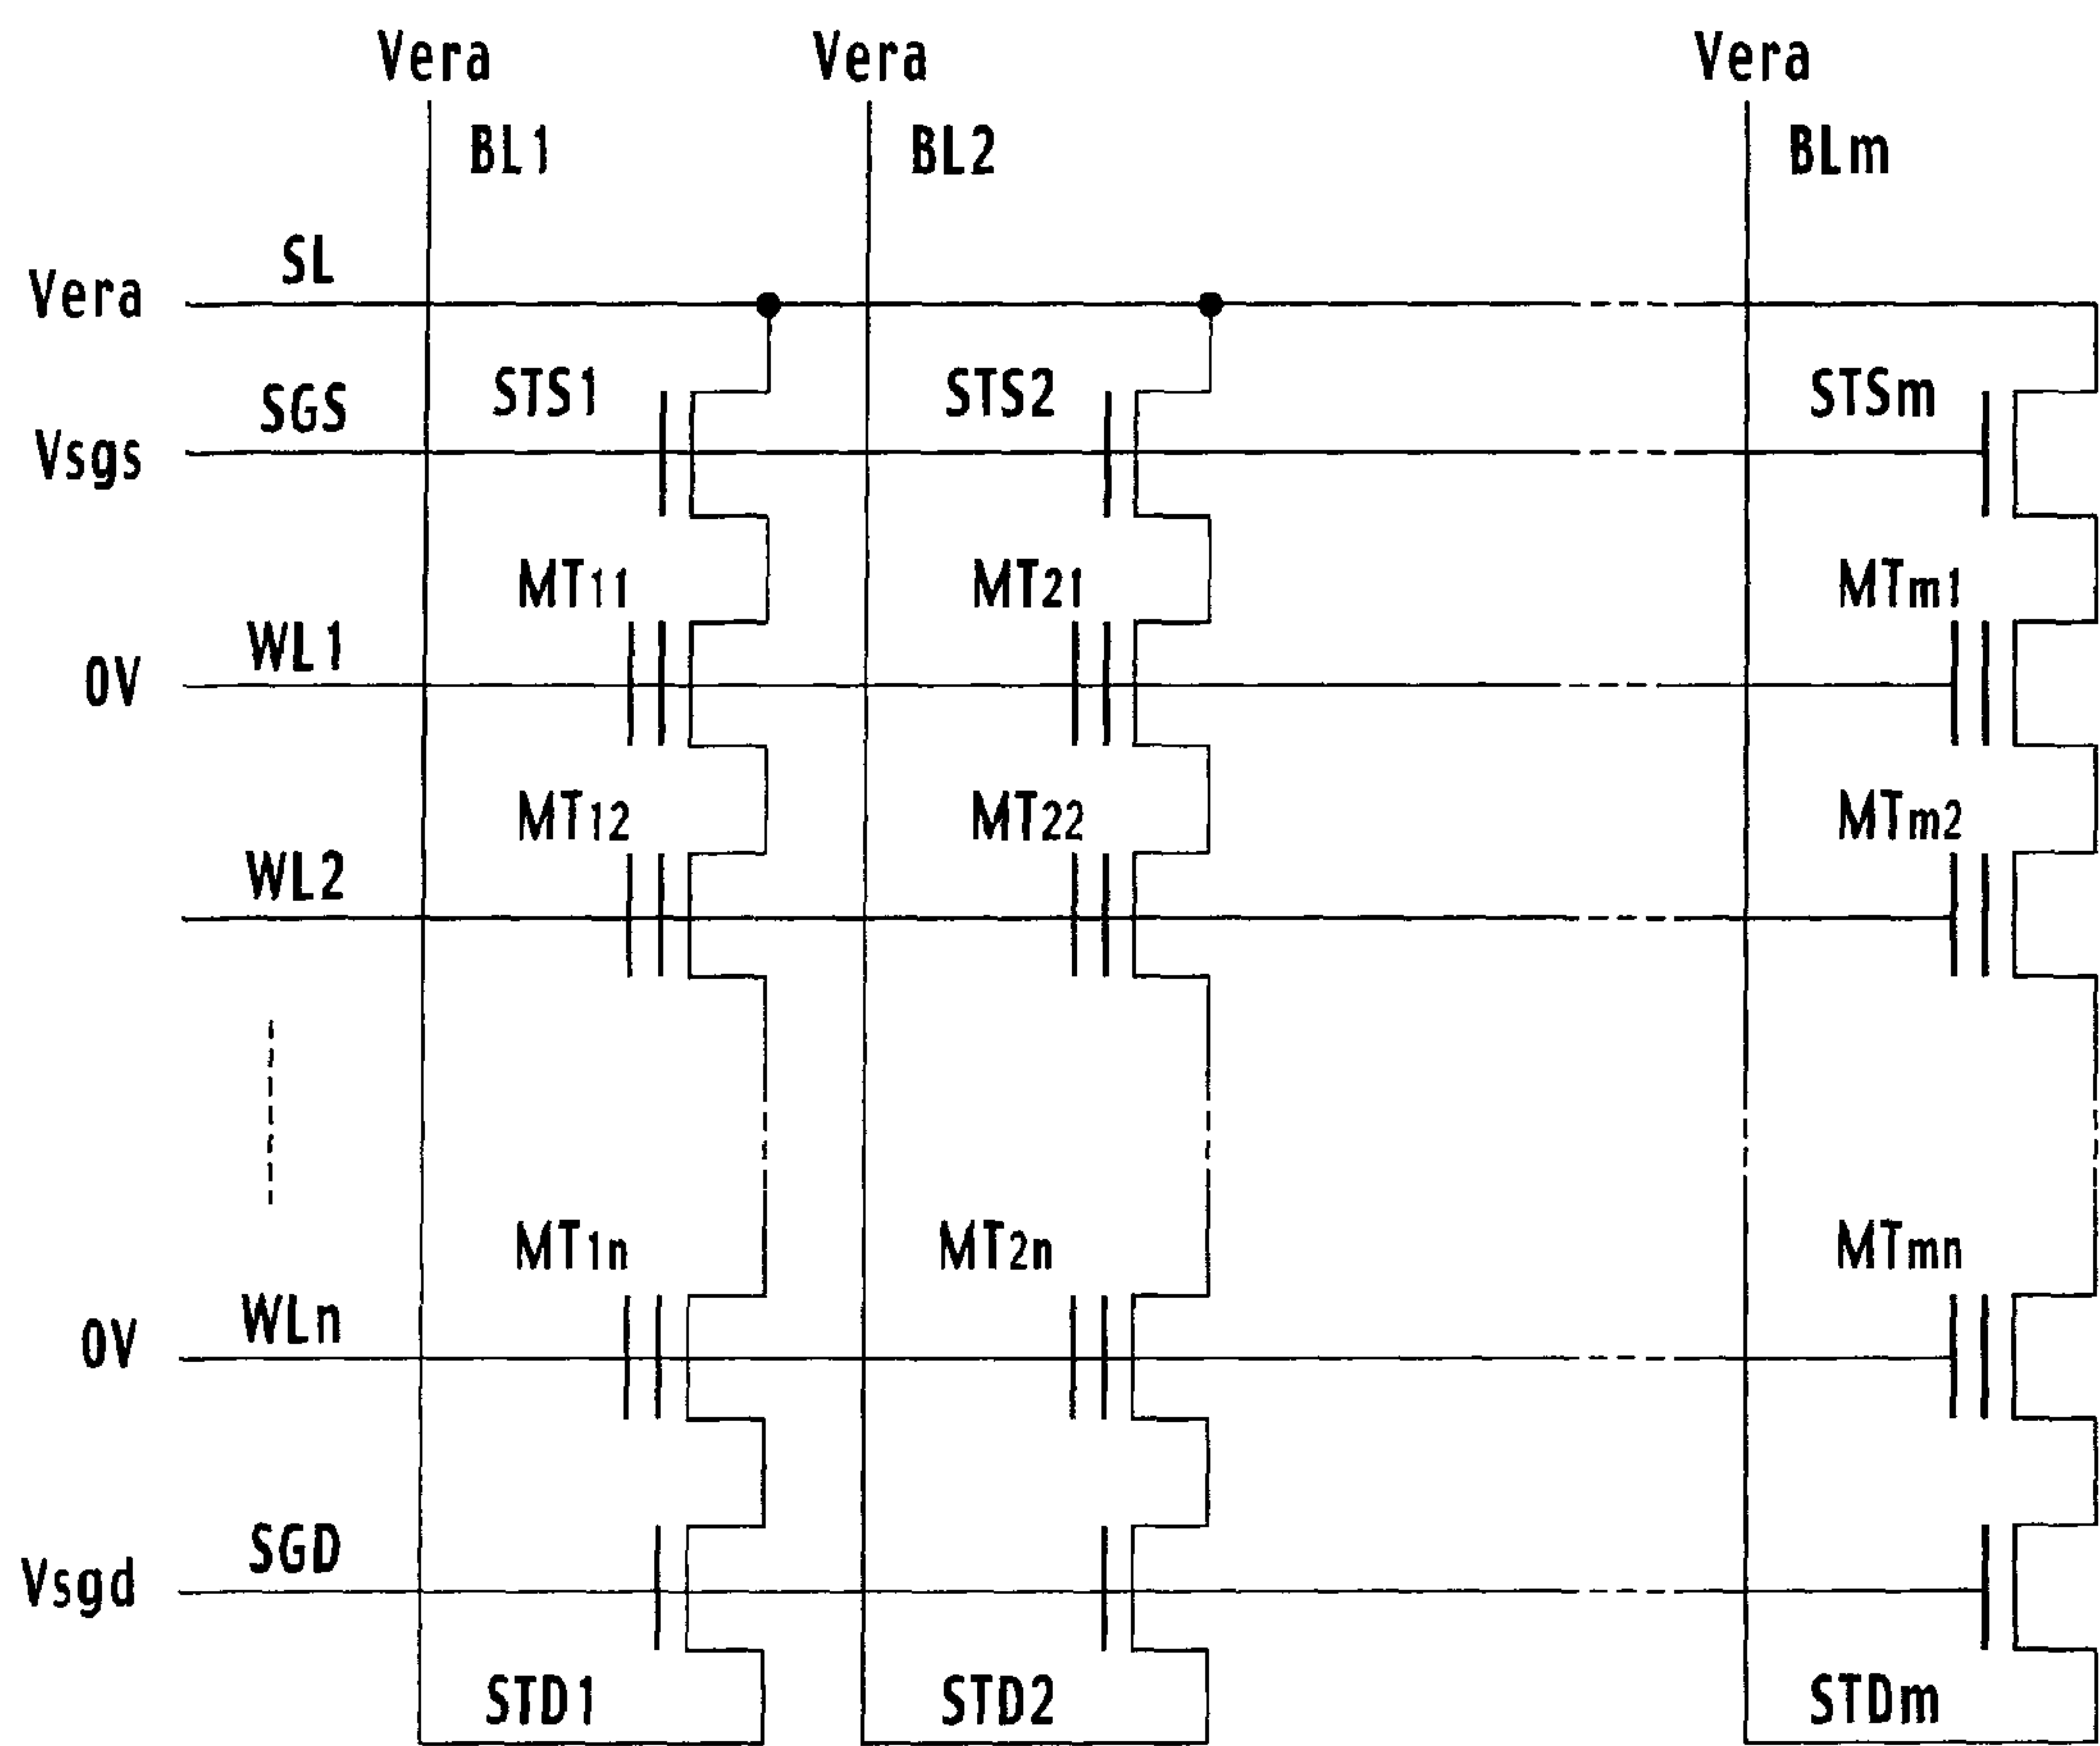 Vera Vera Vera
BL1 BL2 BLm
SL
Vera
SGS STS1 STS2 STSm
Vsgs
MT11 MT21 MTm1
WL1
0V
MT12 MT22 MTm2
WL2
MT1n MT2n MTmn
WLn
0V
SGD
Vsgd
STD1 STD2 STDm